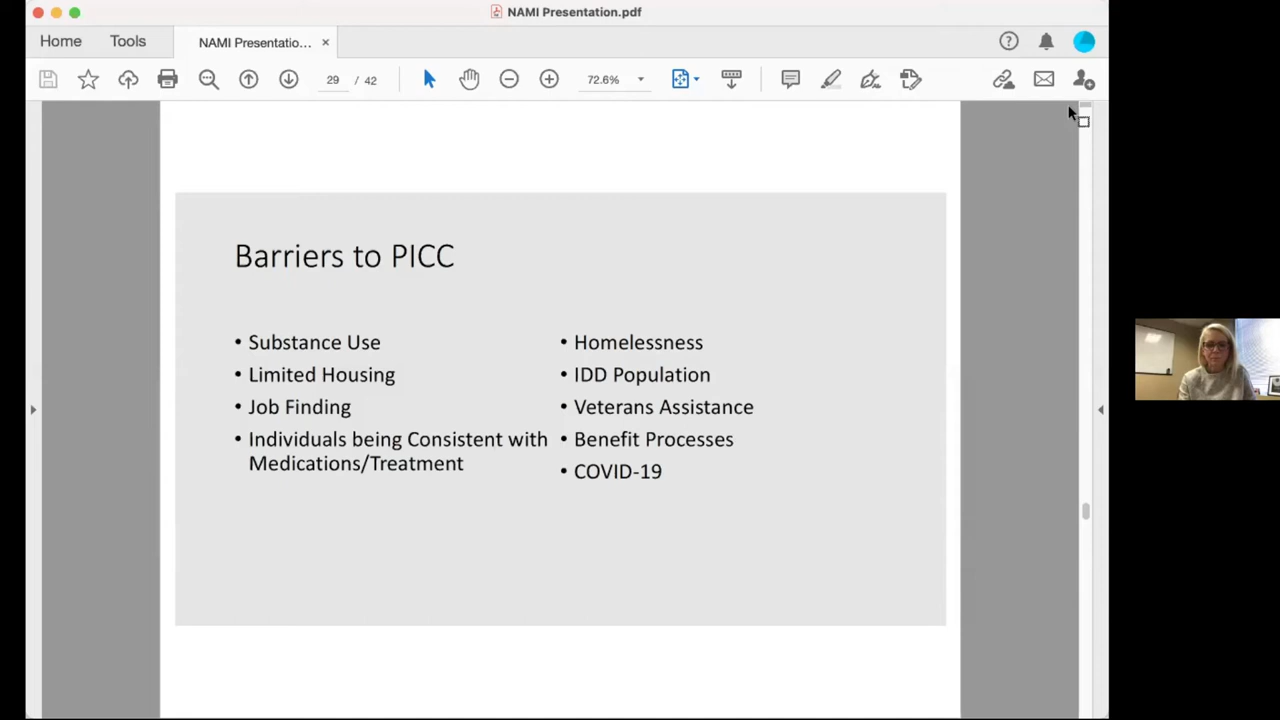 NAMI Presentation.pdf
Home
Tools
NAMI Presentatio...
29 / 42
72.6%
Barriers to PICC
• Substance Use
• Limited Housing
• Job Finding
• Individuals being Consistent with
Medications/Treatment
• Homelessness
• IDD Population
• Veterans Assistance
• Benefit Processes
• COVID-19